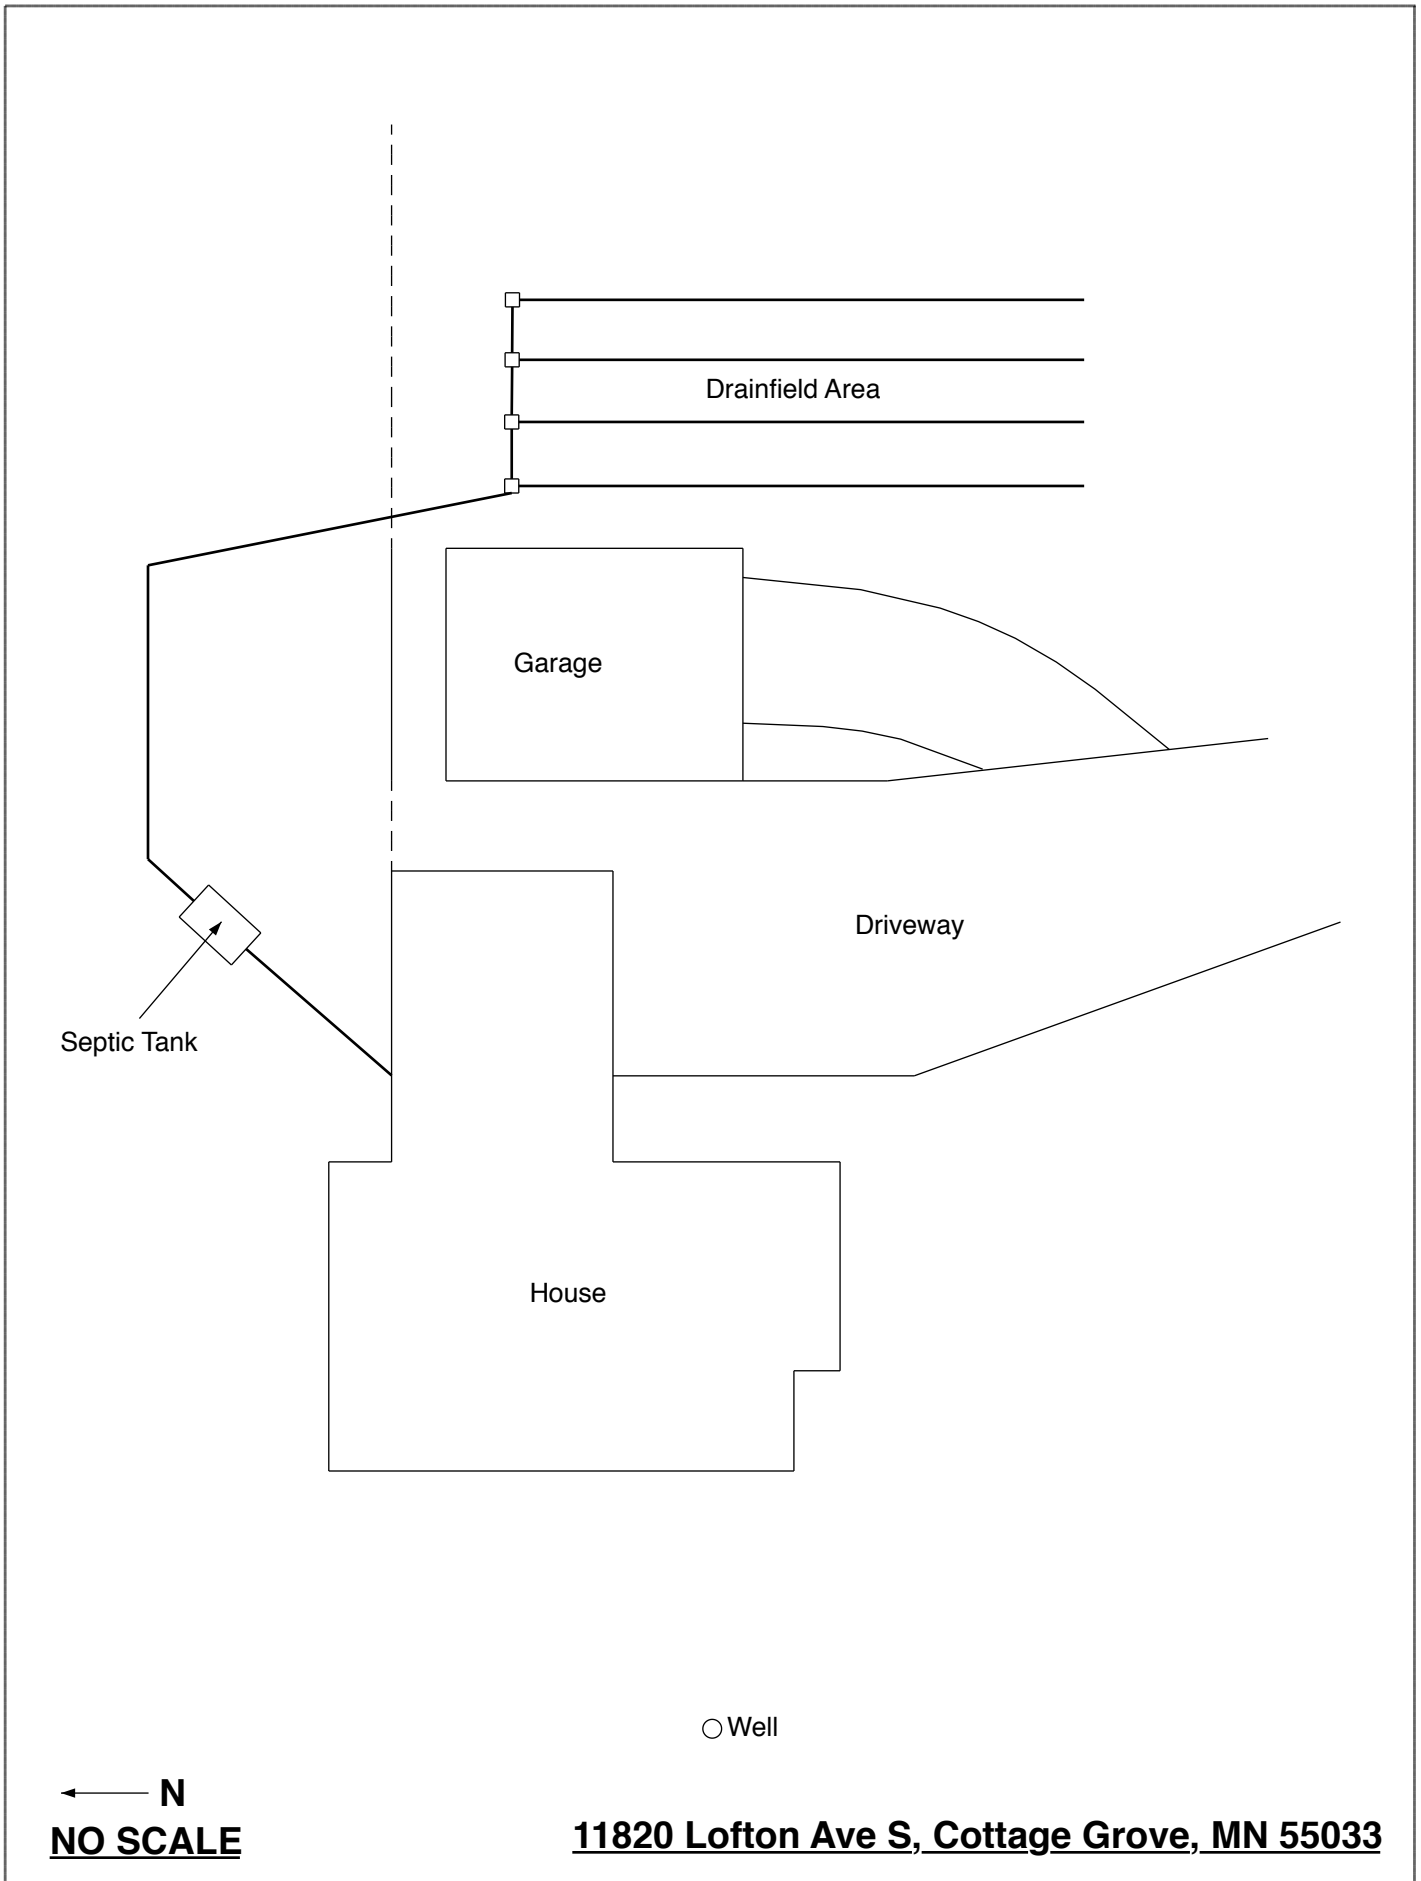 Drainfield Area
Garage
Driveway
Septic Tank
House
Well
N
NO SCALE
11820 Lofton Ave S, Cottage Grove, MN 55033